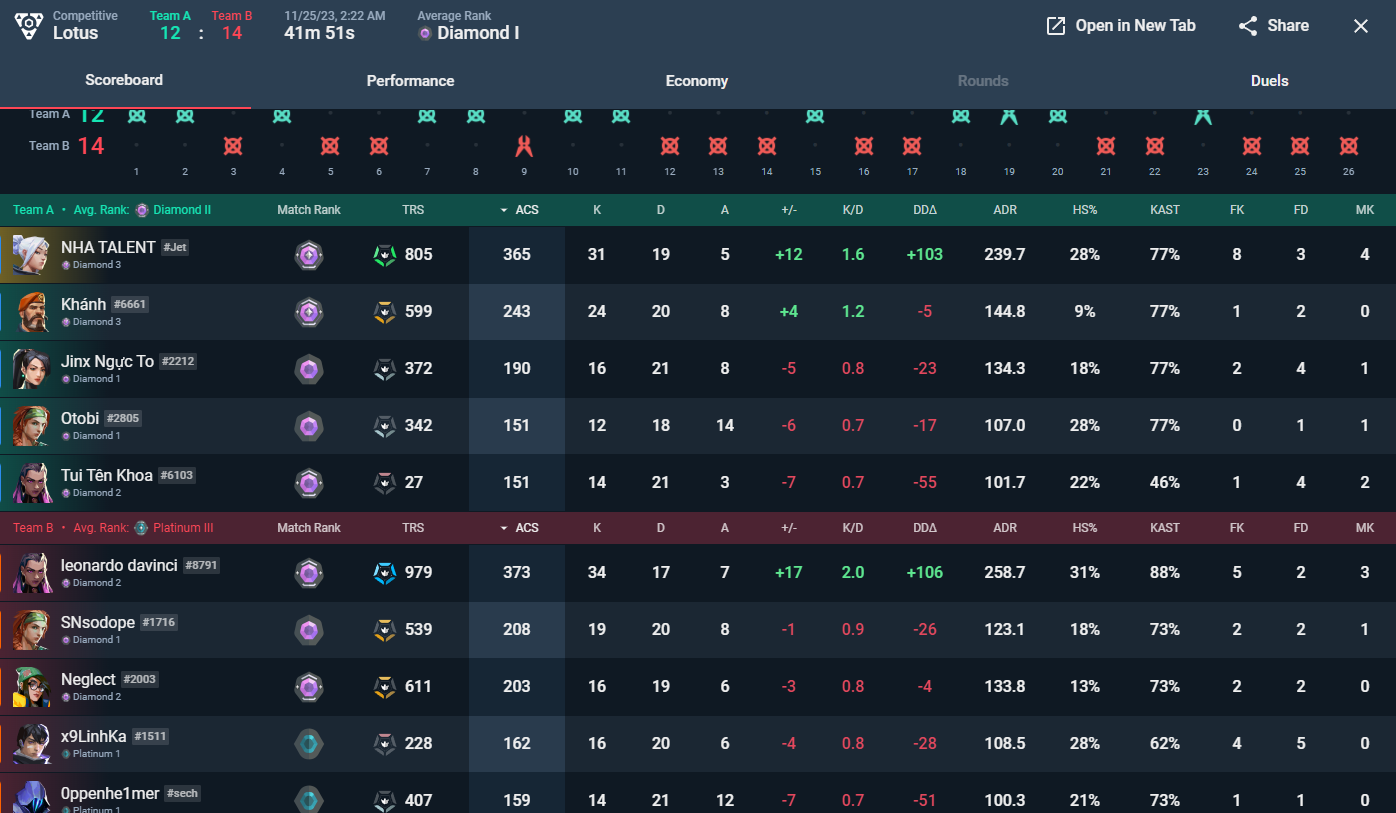 Competitive Team A Team B 11/25/23, 2:22 AM Average Rank
Lotus 12 : 14 41m 51s Diamond I Open in New Tab Share
Scoreboard Performance Economy Rounds Duels
Team A 12
Team B 14
1 2 3 4 5 6 7 8 9 10 11 12 13 14 15 16 17 18 19 20 21 22 23 24 25 26
Team A • Avg. Rank: Diamond II Match Rank TRS ACS K D A +/- K/D DDΔ ADR HS% KAST FK FD MK
NHA TALENT #Jet 805 365 31 19 5 +12 1.6 +103 239.7 28% 77% 8 3 4
Diamond 3
Khánh #6661 599 243 24 20 8 +4 1.2 -5 144.8 9% 77% 1 2 0
Diamond 3
Jinx Ngực To #2212 372 190 16 21 8 -5 0.8 -23 134.3 18% 77% 2 4 1
Diamond 1
Otobi #2805 342 151 12 18 14 -6 0.7 -17 107.0 28% 77% 0 1 1
Diamond 1
Tui Tên Khoa #6103 27 151 14 21 3 -7 0.7 -55 101.7 22% 46% 1 4 2
Diamond 2
Team B • Avg. Rank: Platinum III Match Rank TRS ACS K D A +/- K/D DDΔ ADR HS% KAST FK FD MK
leonardo davinci #8791 979 373 34 17 7 +17 2.0 +106 258.7 31% 88% 5 2 3
Diamond 2
SNsodope #1716 539 208 19 20 8 -1 0.9 -26 123.1 18% 73% 2 2 1
Diamond 1
Neglect #2003 611 203 16 19 6 -3 0.8 -4 133.8 13% 73% 2 2 0
Diamond 2
x9LinhKa #1511 228 162 16 20 6 -4 0.8 -28 108.5 28% 62% 4 5 0
Platinum 1
0ppenhe1mer #sech 407 159 14 21 12 -7 0.7 -51 100.3 21% 73% 1 1 0
Platinum 1